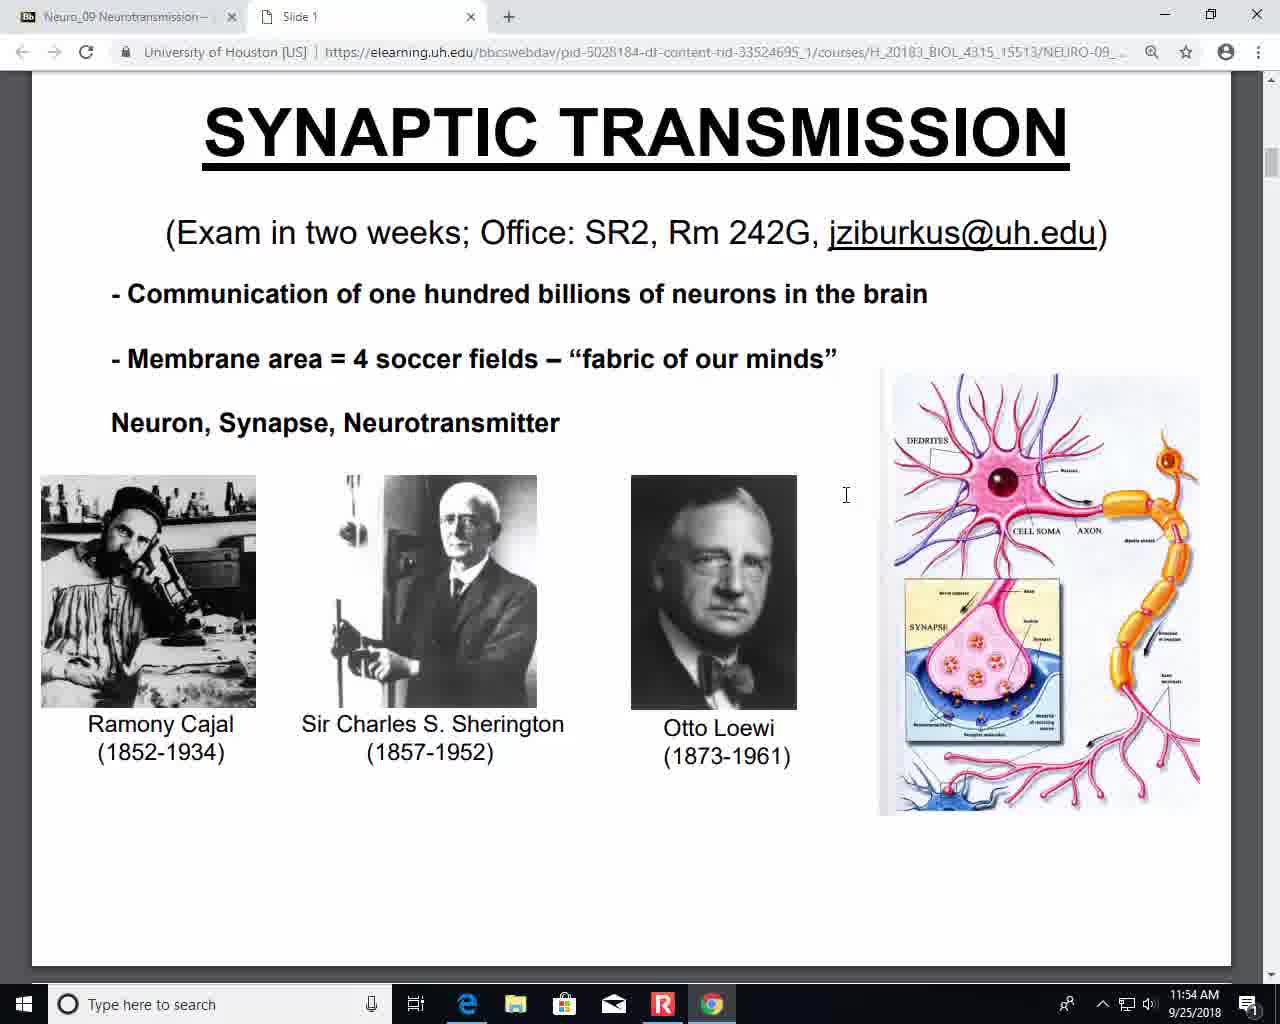 Neuro_09 Neurotransmission –
Slide 1
University of Houston [US] | https://elearning.uh.edu/bbcswebdav/pid-5028184-dt-content-rid-33524695_1/courses/H_20183_BIOL_4315_15513/NEURO-09_...
SYNAPTIC TRANSMISSION
(Exam in two weeks; Office: SR2, Rm 242G, jziburkus@uh.edu)
- Communication of one hundred billions of neurons in the brain
- Membrane area = 4 soccer fields – “fabric of our minds”
Neuron, Synapse, Neurotransmitter
DEDRITES
CELL SOMA
AXON
SYNAPSE
Ramony Cajal
(1852-1934)
Sir Charles S. Sherington
(1857-1952)
Otto Loewi
(1873-1961)
Type here to search
11:54 AM
9/25/2018